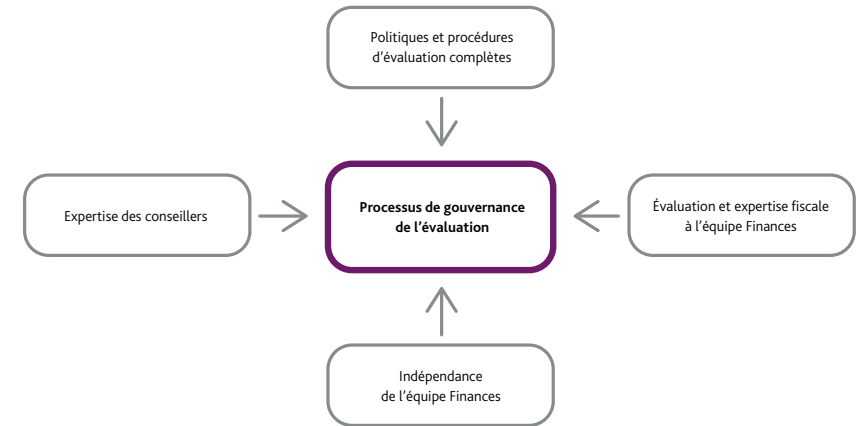 Politiques et procédures
d'évaluation complètes
Expertise des conseillers
Processus de gouvernance
de l'évaluation
Évaluation et expertise fiscale
à l'équipe Finances
Indépendance
de l'équipe Finances